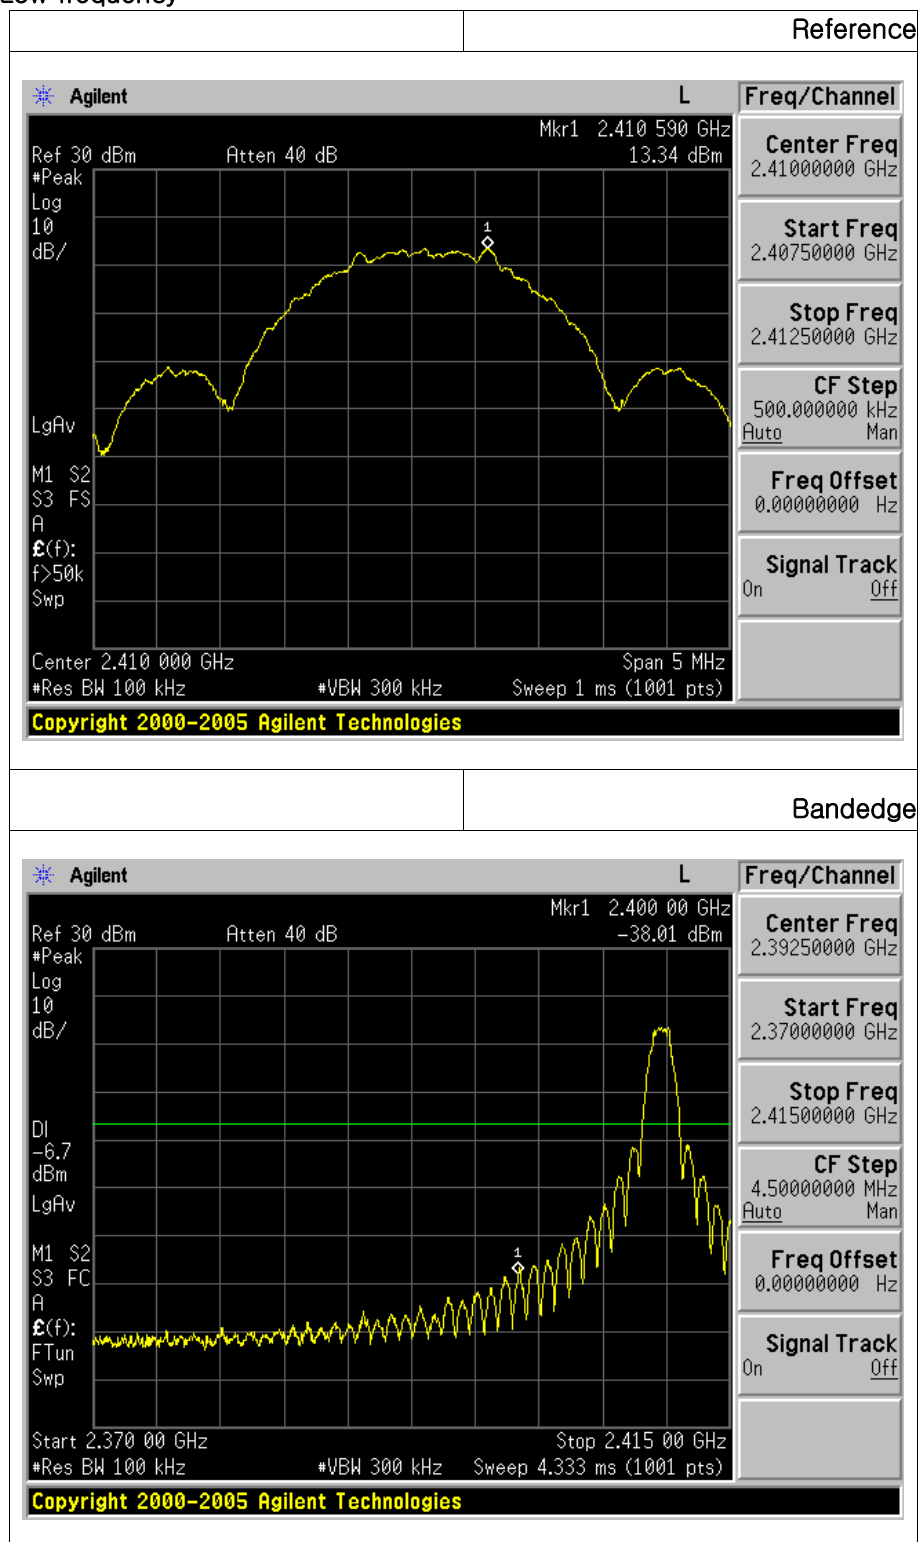 Low frequency
Reference
Agilent L Freq/Channel
Mkr1 2.410 590 GHz
Ref 30 dBm Atten 40 dB 13.34 dBm
#Peak
Log
10
dB/
1
LgAv
M1 S2
S3 FS
A
£(f):
f>50k
Swp
Center 2.410 000 GHz Span 5 MHz
#Res BW 100 kHz #VBW 300 kHz Sweep 1 ms (1001 pts)
Copyright 2000-2005 Agilent Technologies
Center Freq
2.41000000 GHz
Start Freq
2.40750000 GHz
Stop Freq
2.41250000 GHz
CF Step
500.000000 kHz
Auto Man
Freq Offset
0.00000000 Hz
Signal Track
On Off
Bandedge
Agilent L Freq/Channel
Mkr1 2.400 00 GHz
Ref 30 dBm Atten 40 dB -38.01 dBm
#Peak
Log
10
dB/
DI
-6.7
dBm
LgAv
1
M1 S2
S3 FC
A
£(f):
FTun
Swp
Start 2.370 00 GHz Stop 2.415 00 GHz
#Res BW 100 kHz #VBW 300 kHz Sweep 4.333 ms (1001 pts)
Copyright 2000-2005 Agilent Technologies
Center Freq
2.39250000 GHz
Start Freq
2.37000000 GHz
Stop Freq
2.41500000 GHz
CF Step
4.50000000 MHz
Auto Man
Freq Offset
0.00000000 Hz
Signal Track
On Off